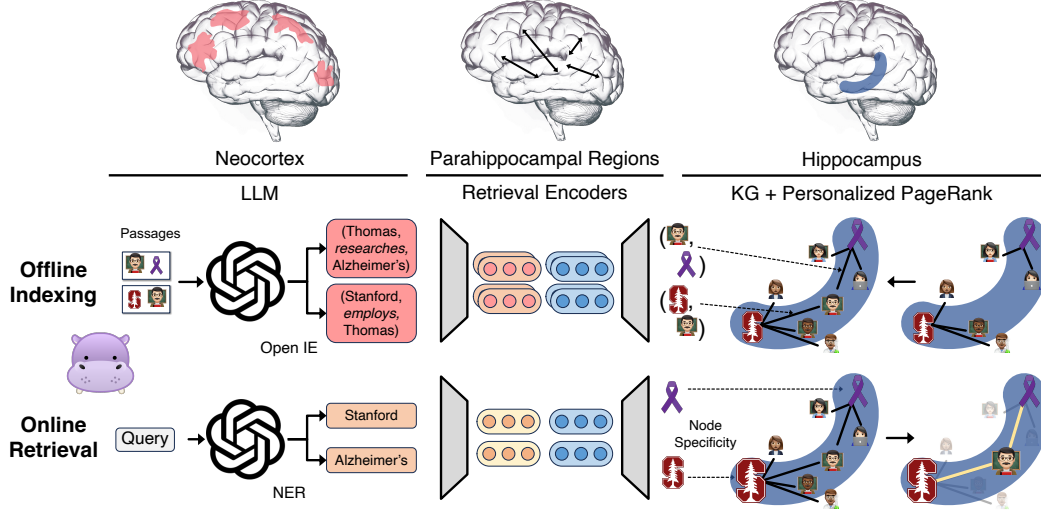 Neocortex
Parahippocampal Regions
Hippocampus
LLM
Retrieval Encoders
KG + Personalized PageRank
Offline
Indexing
Passages
(Thomas,
researches,
Alzheimer's)
(Stanford,
employs,
Thomas)
Open IE
( ,
)
( ,
)
Online
Retrieval
Query
Stanford
Alzheimer's
NER
Node
Specificity